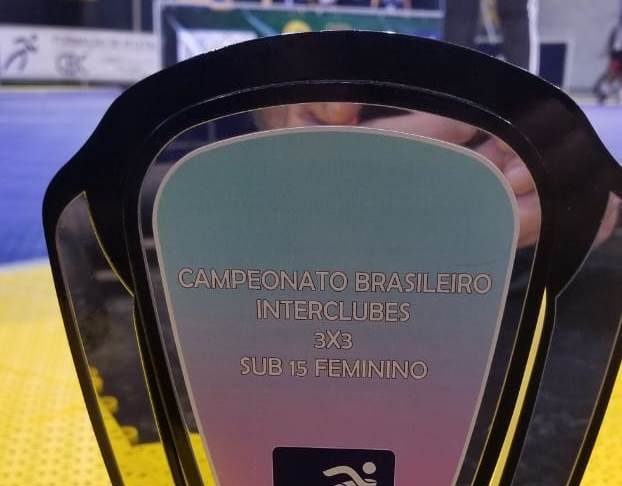 CAMPEONATO BRASILEIRO
INTERCLUBES
3X3
SUB 15 FEMININO